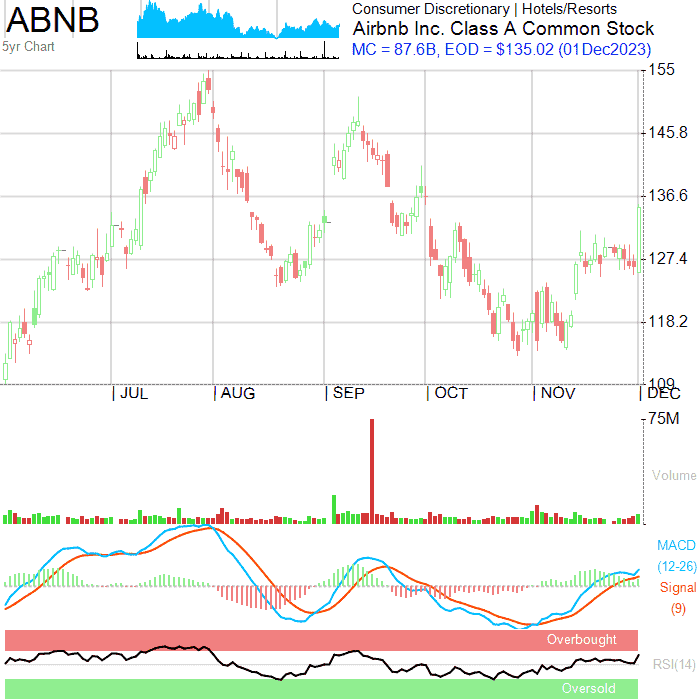 ABNB
5yr Chart
Consumer Discretionary | Hotels/Resorts
Airbnb Inc. Class A Common Stock
MC = 87.6B, EOD = $135.02 (01Dec2023)
155
145.8
136.6
127.4
118.2
109
| JUL | AUG | SEP | OCT | NOV | DEC
75M
Volume
MACD
(12-26)
Signal
(9)
Overbought
RSI(14)
Oversold